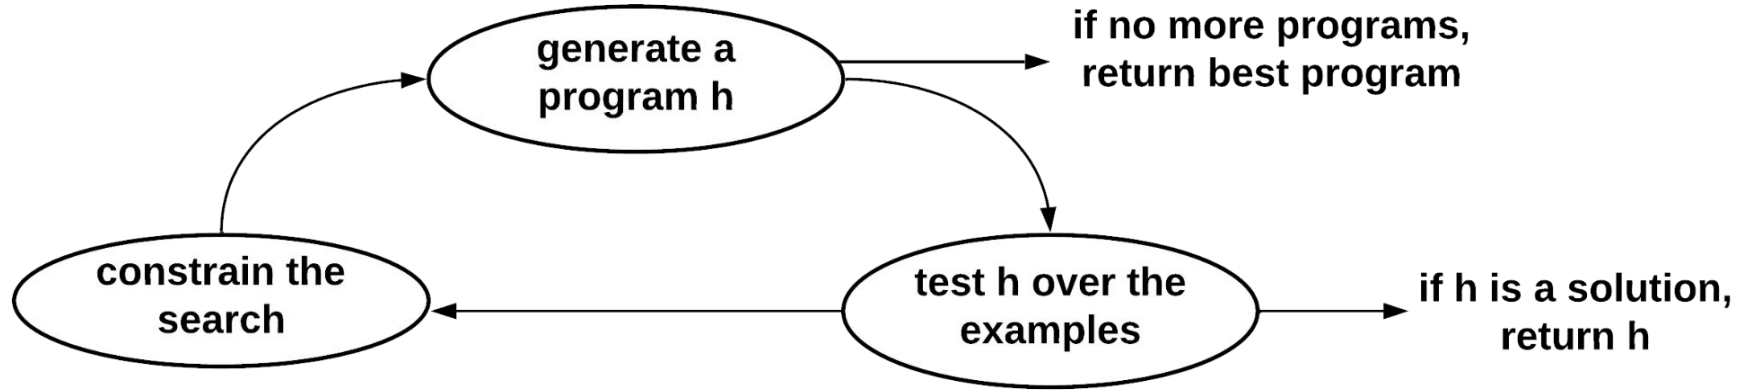 generate a
program h
if no more programs,
return best program
constrain the
search
test h over the
examples
if h is a solution,
return h